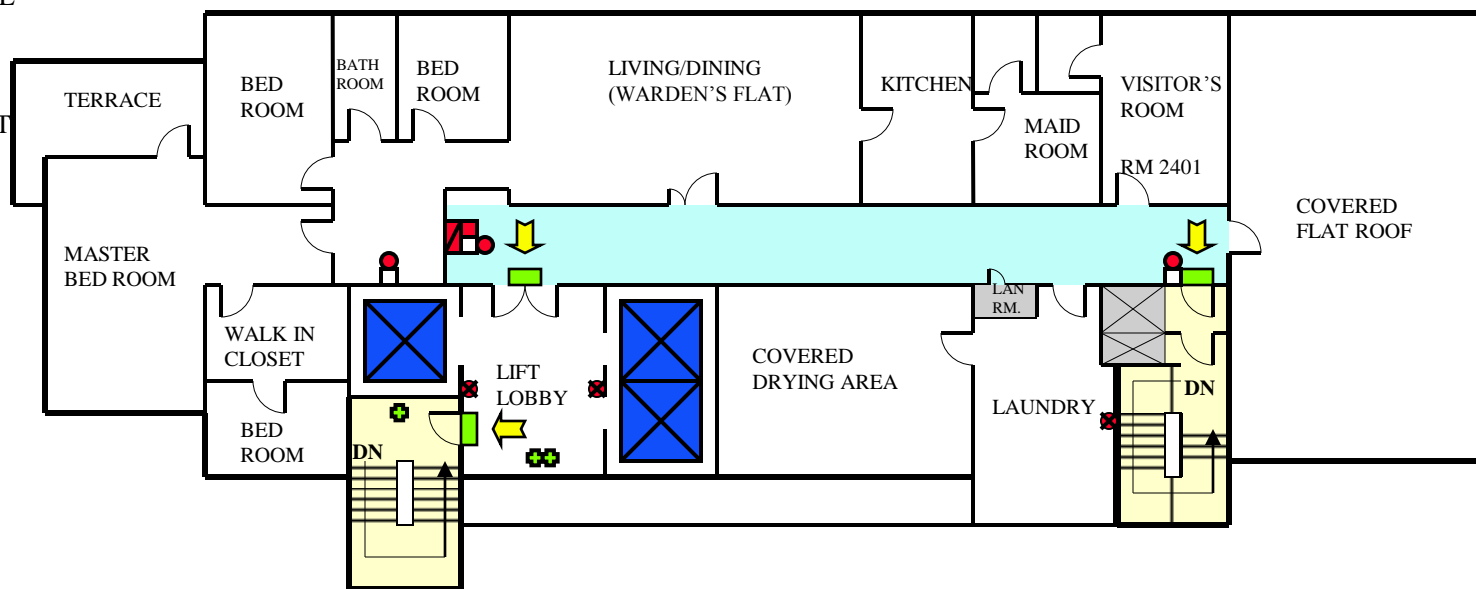 TERRACE
BED
ROOM
BATH
ROOM
BED
ROOM
LIVING/DINING
(WARDEN'S FLAT)
KITCHEN
MAID
ROOM
VISITOR'S
ROOM
RM 2401
COVERED
FLAT ROOF
MASTER
BED ROOM
WALK IN
CLOSET
BED
ROOM
LIFT
LOBBY
DN
COVERED
DRYING AREA
LAN
RM.
LAUNDRY
DN